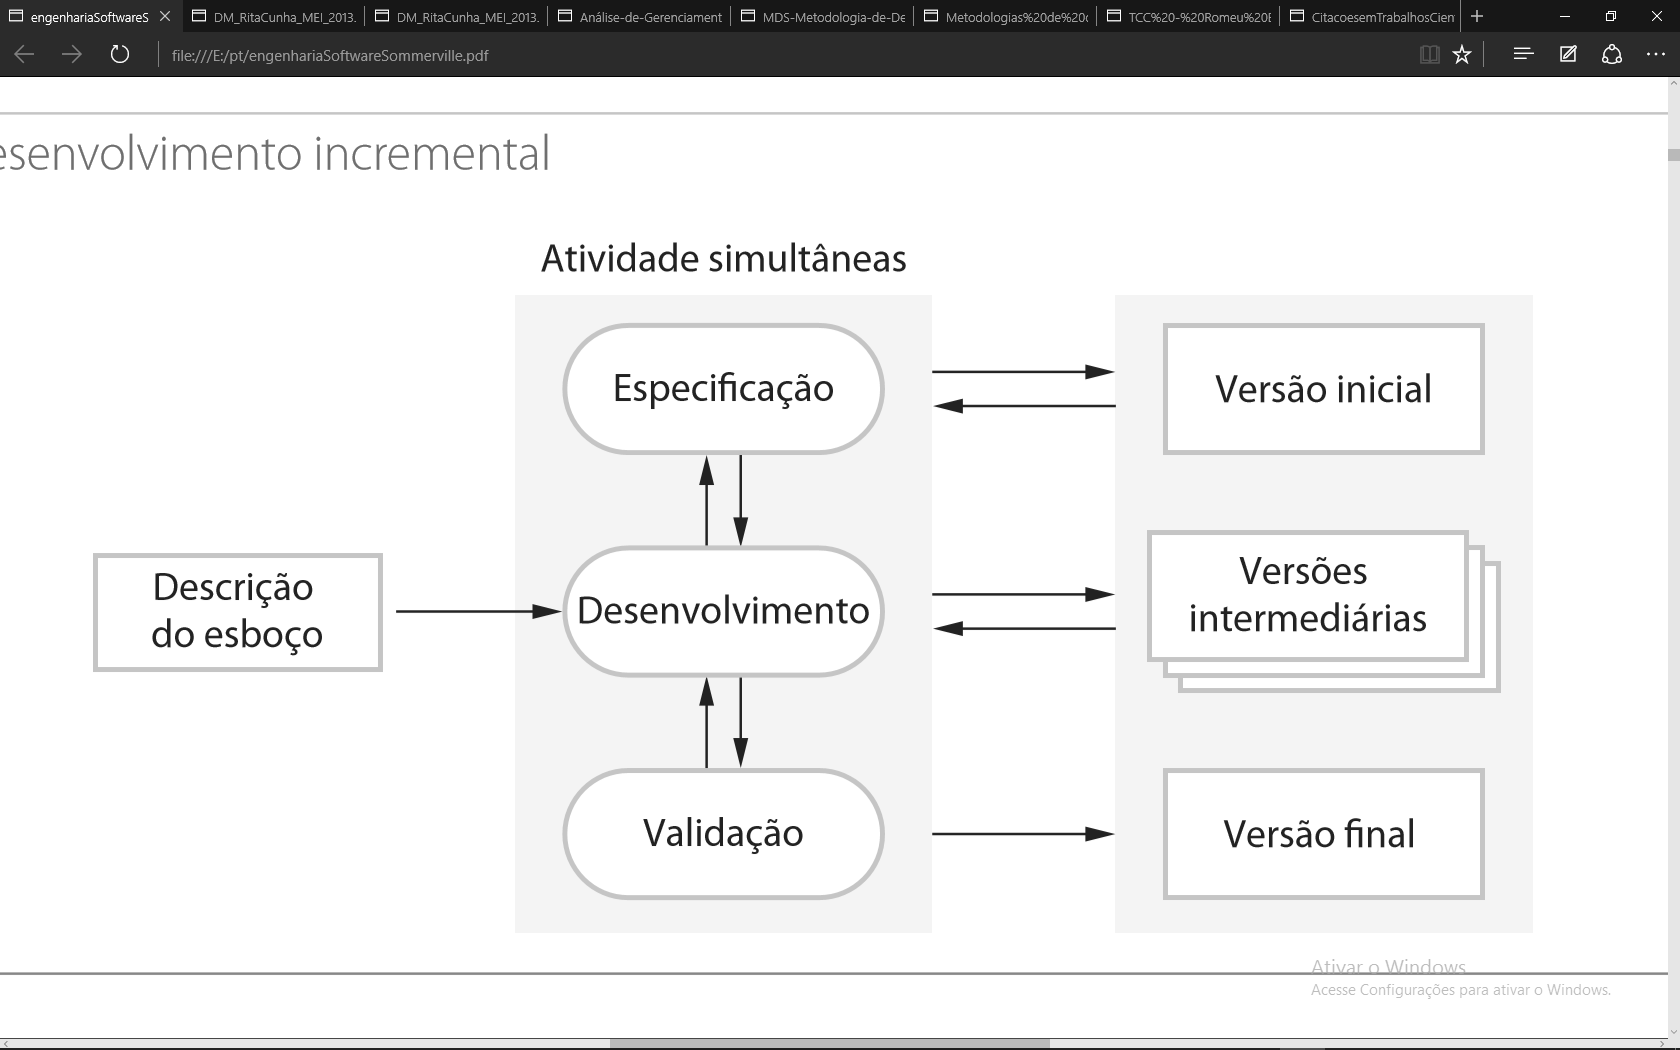 engenhariaSoftwareS
DM_RitaCunha_MEI_2013.
DM_RitaCunha_MEI_2013.
Análise-de-Gerenciament
MDS-Metodologia-de-De
Metodologias%20de%20c
TCC%20-%20Romeu%20E
CitacoesemTrabalhosCien
file:///E:/pt/engenhariaSoftwareSommerville.pdf
esenvolvimento incremental
Atividade simultâneas
Especificação
Versão inicial
Descrição
do esboço
Desenvolvimento
Versões
intermediárias
Validação
Versão final
Ativar o Windows
Acesse Configurações para ativar o Windows.